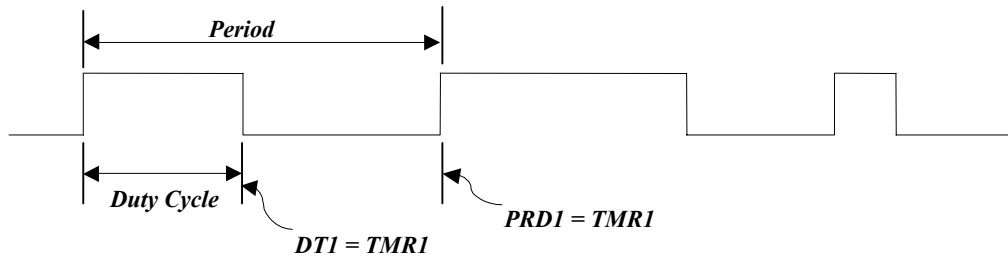 Period
Duty Cycle
DT1 = TMR1
PRD1 = TMR1